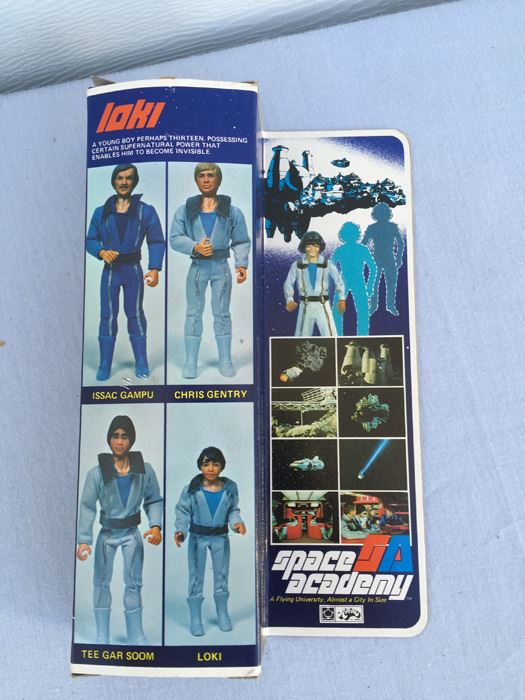 loki
A YOUNG BOY PERHAPS THIRTEEN. POSSESSING
CERTAIN SUPERNATURAL POWER THAT
ENABLES HIM TO BECOME INVISIBLE.
ISSAC GAMPU
CHRIS GENTRY
TEE GAR SOOM
LOKI
SA
space
academy
TM
A Flying University, Almost a City In Size